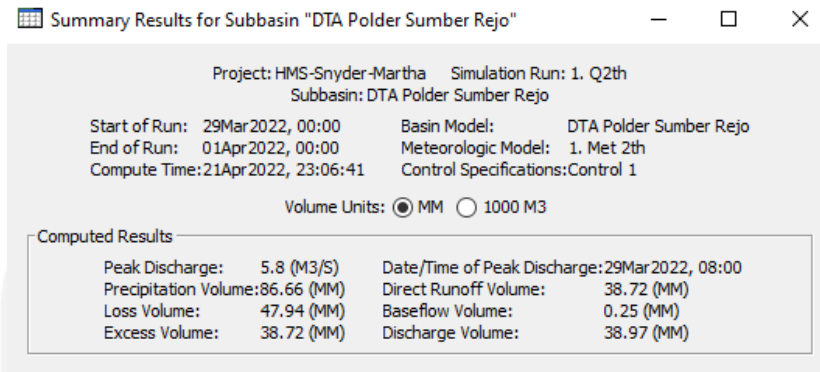 Summary Results for Subbasin "DTA Polder Sumber Rejo"
Project: HMS-Snyder-Martha Simulation Run: 1. Q2th
Subbasin: DTA Polder Sumber Rejo
Start of Run: 29Mar2022, 00:00 Basin Model: DTA Polder Sumber Rejo
End of Run: 01Apr2022, 00:00 Meteorologic Model: 1. Met 2th
Compute Time:21Apr2022, 23:06:41 Control Specifications:Control 1
Volume Units: MM 1000 M3
Computed Results
Peak Discharge: 5.8 (M3/S) Date/Time of Peak Discharge:29Mar2022, 08:00
Precipitation Volume:86.66 (MM) Direct Runoff Volume: 38.72 (MM)
Loss Volume: 47.94 (MM) Baseflow Volume: 0.25 (MM)
Excess Volume: 38.72 (MM) Discharge Volume: 38.97 (MM)